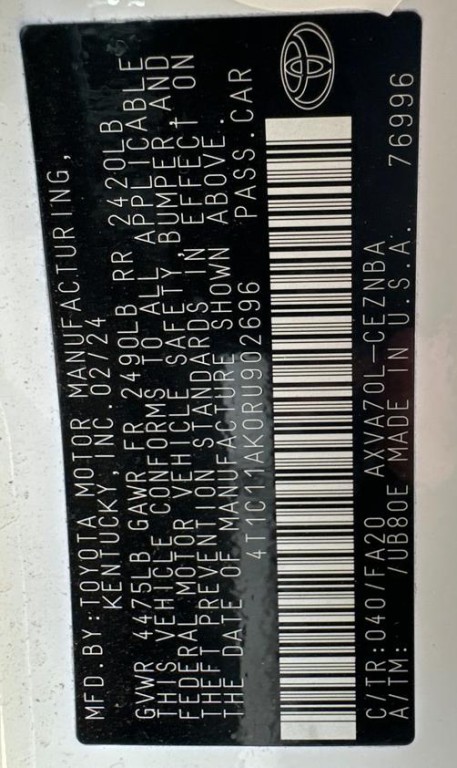 MFD.BY:TOYOTA MOTOR MANUFACTURING,
KENTUCKY,INC.02/24
GVWR 4475LB GAWR FR 2490LB RR 2420LB
THIS VEHICLE CONFORMS TO ALL APPLICABLE
FEDERAL MOTOR VEHICLE SAFETY, BUMPER, AND
THEFT PREVENTION STANDARDS IN EFFECT ON
THE DATE OF MANUFACTURE SHOWN ABOVE.
4T1C11AK0RU902696 PASS.CAR
C/TR:040/FA20 AXVA70L-CEZNBA
A/TM: /UB80E MADE IN U.S.A. 76996